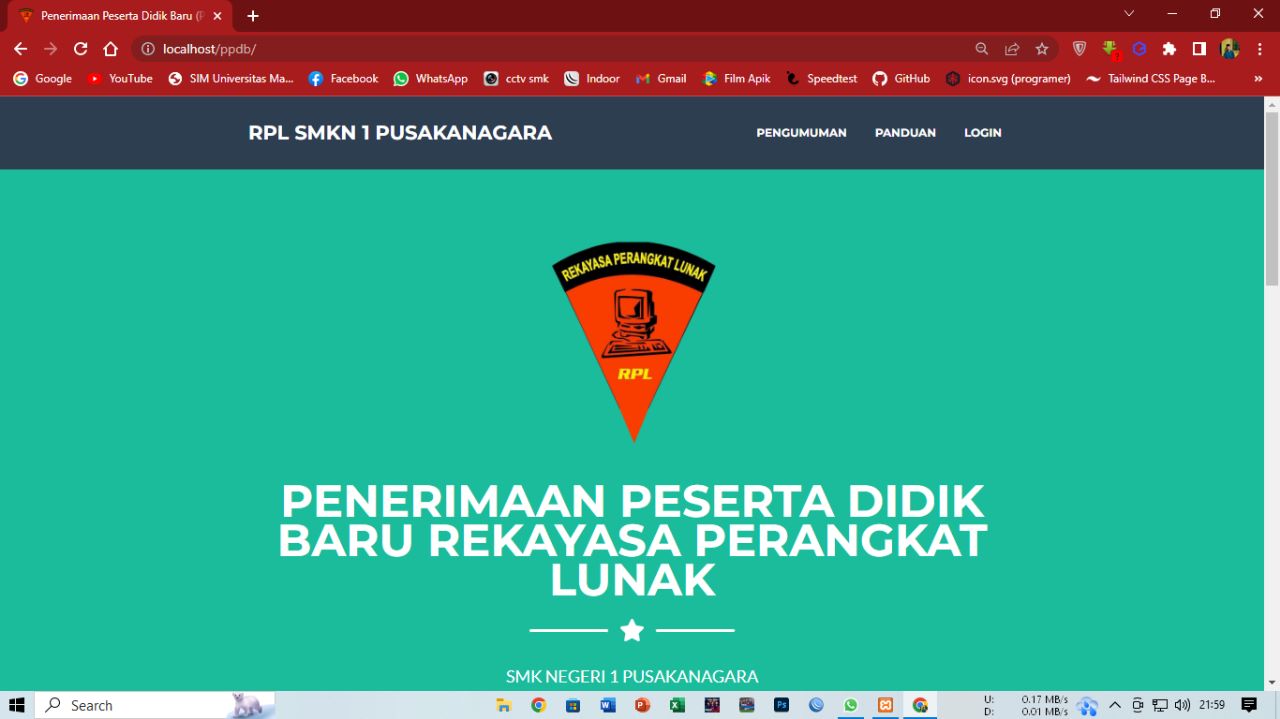 Penerimaan Peserta Didik Baru (P
localhost/ppdb/
Google
YouTube
SIM Universitas Ma...
Facebook
WhatsApp
cctv smk
Indoor
Gmail
Film Apik
Speedtest
GitHub
icon.svg (programer)
Tailwind CSS Page B...
»
RPL SMKN 1 PUSAKANAGARA
PENGUMUMAN
PANDUAN
LOGIN
REKAYASA PERANGKAT LUNAK
RPL
PENERIMAAN PESERTA DIDIK
BARU REKAYASA PERANGKAT
LUNAK
SMK NEGERI 1 PUSAKANAGARA
Search
U: 0.17 MB/s
D: 0.01 MB/s
21:59